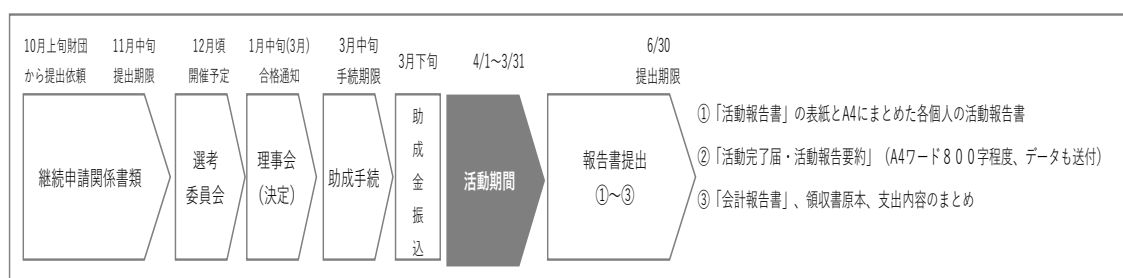 10月上旬財団
から提出依頼
11月中旬
提出期限
12月頃
開催予定
1月中旬(3月)
合格通知
3月中旬
手続期限
3月下旬
4/1～3/31
6/30
提出期限
継続申請関係書類
選考
委員会
理事会
(決定)
助成手続
助
成
金
振
込
活動期間
報告書提出
①～③
①「活動報告書」の表紙とA4にまとめた各個人の活動報告書
②「活動完了届・活動報告要約」（A4ワード８００字程度、データも送付）
③「会計報告書」、領収書原本、支出内容のまとめ